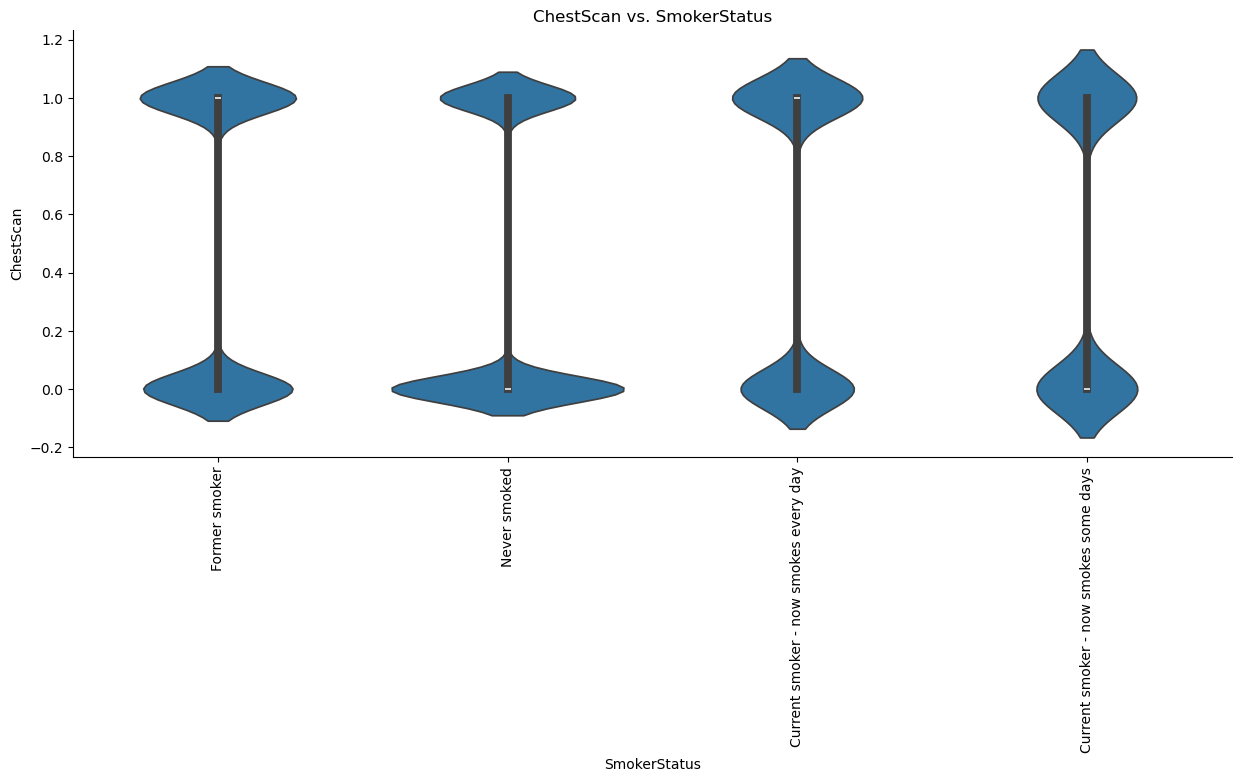 ChestScan vs. SmokerStatus
1.2
1.0
0.8
0.6
0.4
0.2
0.0
−0.2
ChestScan
Former smoker
Never smoked
Current smoker - now smokes every day
Current smoker - now smokes some days
SmokerStatus